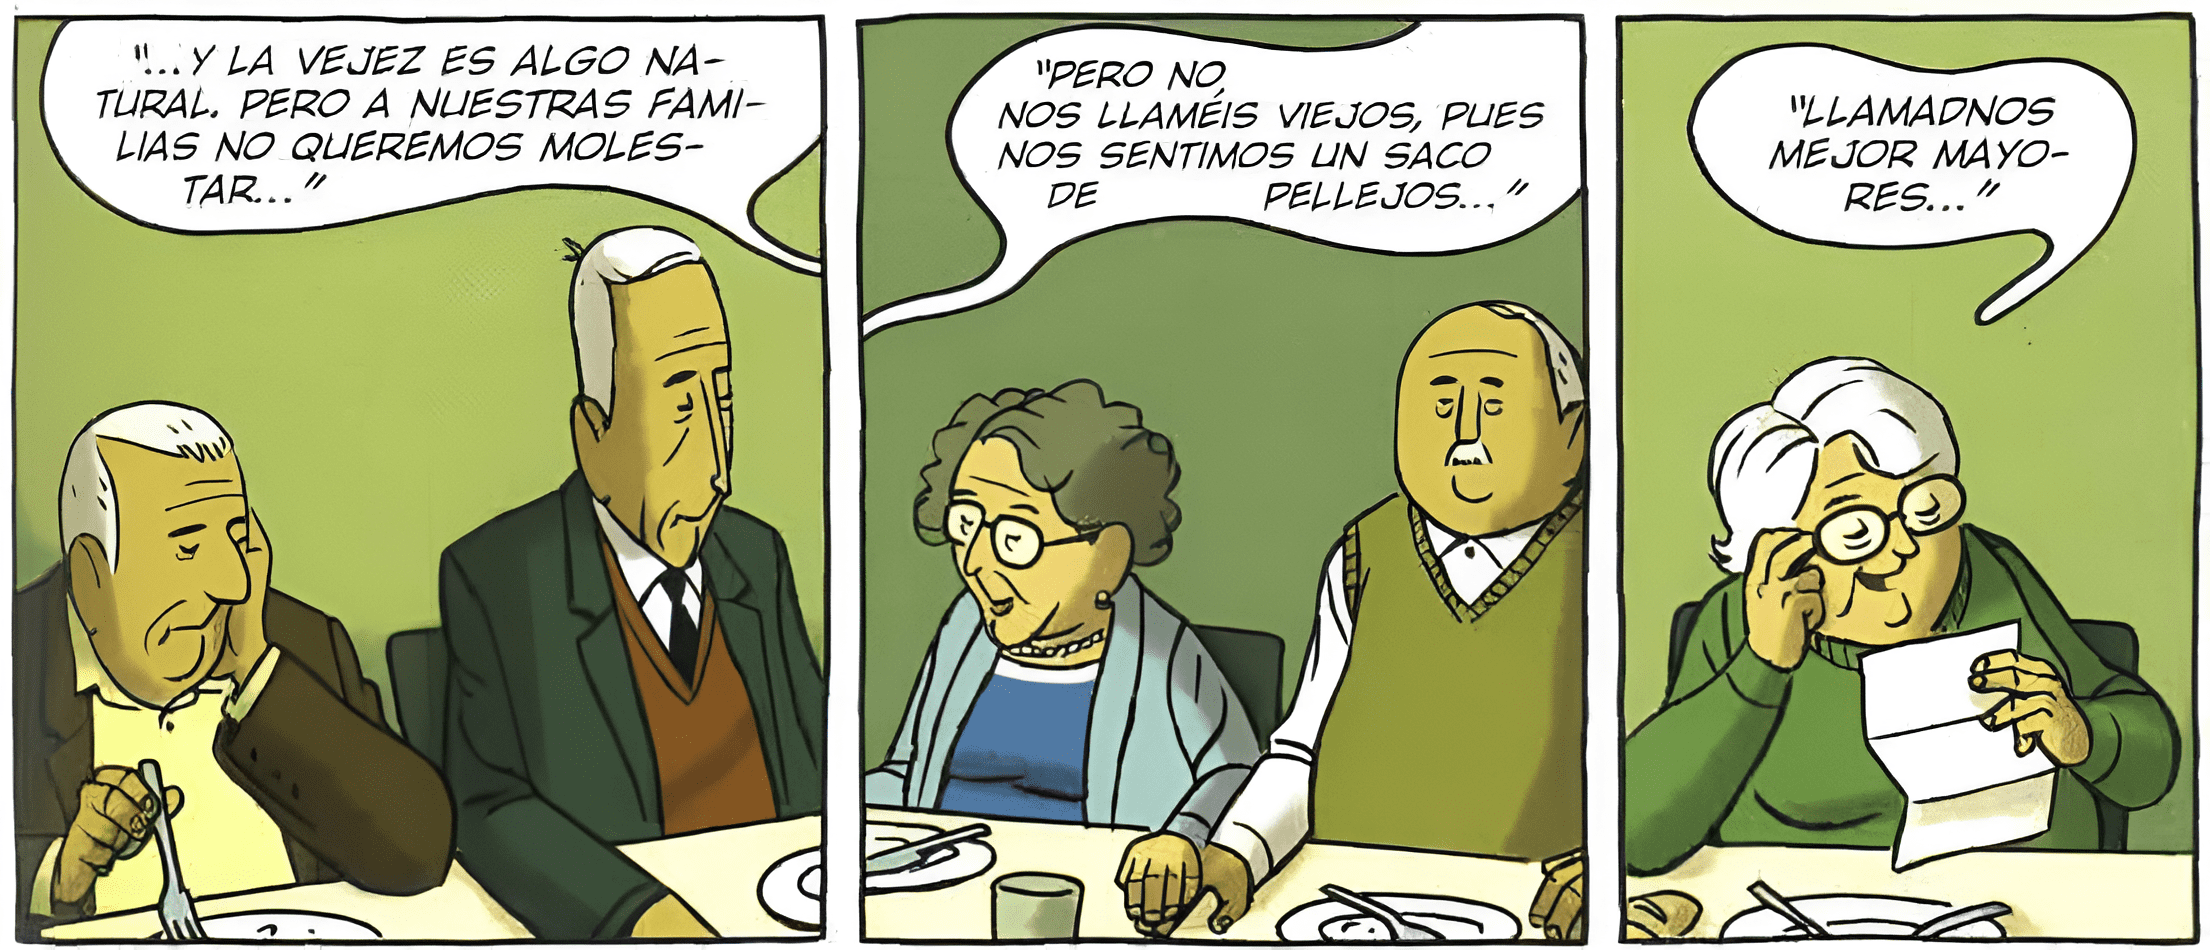 "...Y LA VEJEZ ES ALGO NA-
TURAL. PERO A NUESTRAS FAMI-
LIAS NO QUEREMOS MOLES-
TAR..."
"PERO NO,
NOS LLAMÉIS VIEJOS, PUES
NOS SENTIMOS UN SACO
DE PELLEJOS..."
"LLAMADNOS
MEJOR MAYO-
RES..."